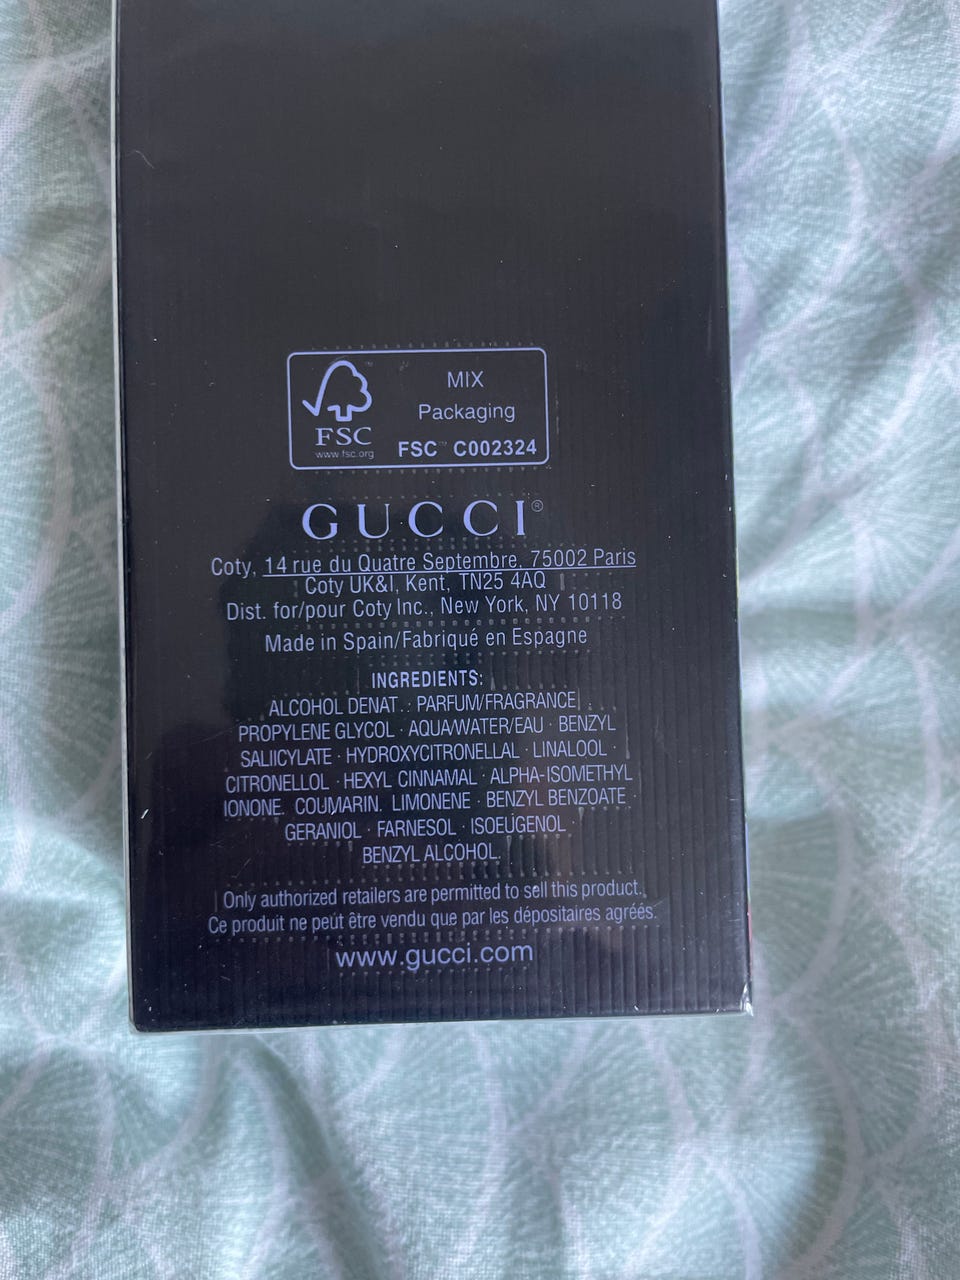 FSC
www.fsc.org
MIX
Packaging
FSC™ C002324
GUCCI®
Coty, 14 rue du Quatre Septembre, 75002 Paris
Coty UK&I, Kent, TN25 4AQ
Dist. for/pour Coty Inc., New York, NY 10118
Made in Spain/Fabriqué en Espagne
INGREDIENTS:
ALCOHOL DENAT. · PARFUM/FRAGRANCE
PROPYLENE GLYCOL · AQUA/WATER/EAU · BENZYL
SALIICYLATE · HYDROXYCITRONELLAL · LINALOOL ·
CITRONELLOL · HEXYL CINNAMAL · ALPHA-ISOMETHYL
IONONE. COUMARIN. LIMONENE · BENZYL BENZOATE ·
GERANIOL · FARNESOL · ISOEUGENOL ·
BENZYL ALCOHOL.
Only authorized retailers are permitted to sell this product.
Ce produit ne peut être vendu que par les dépositaires agréés.
www.gucci.com